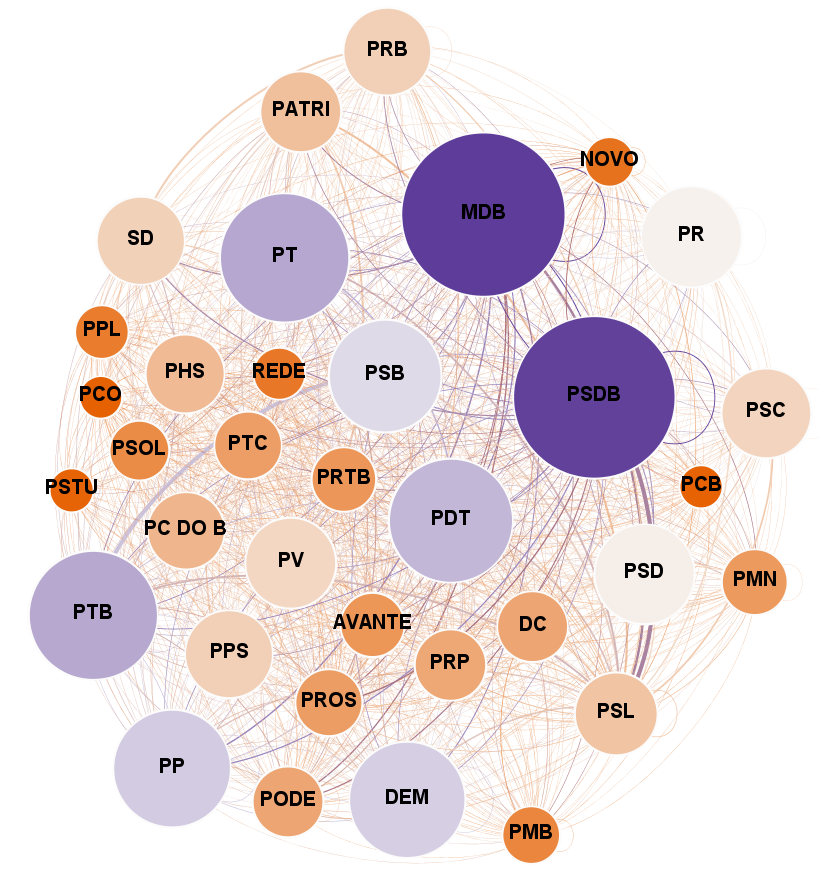 PRB
PATRI
NOVO
MDB
PR
SD
PT
PPL
PHS
REDE
PSB
PSDB
PCO
PSC
PSOL
PTC
PSTU
PRTB
PCB
PC DO B
PDT
PV
PSD
PMN
PTB
AVANTE
DC
PPS
PRP
PROS
PSL
PP
PODE
DEM
PMB